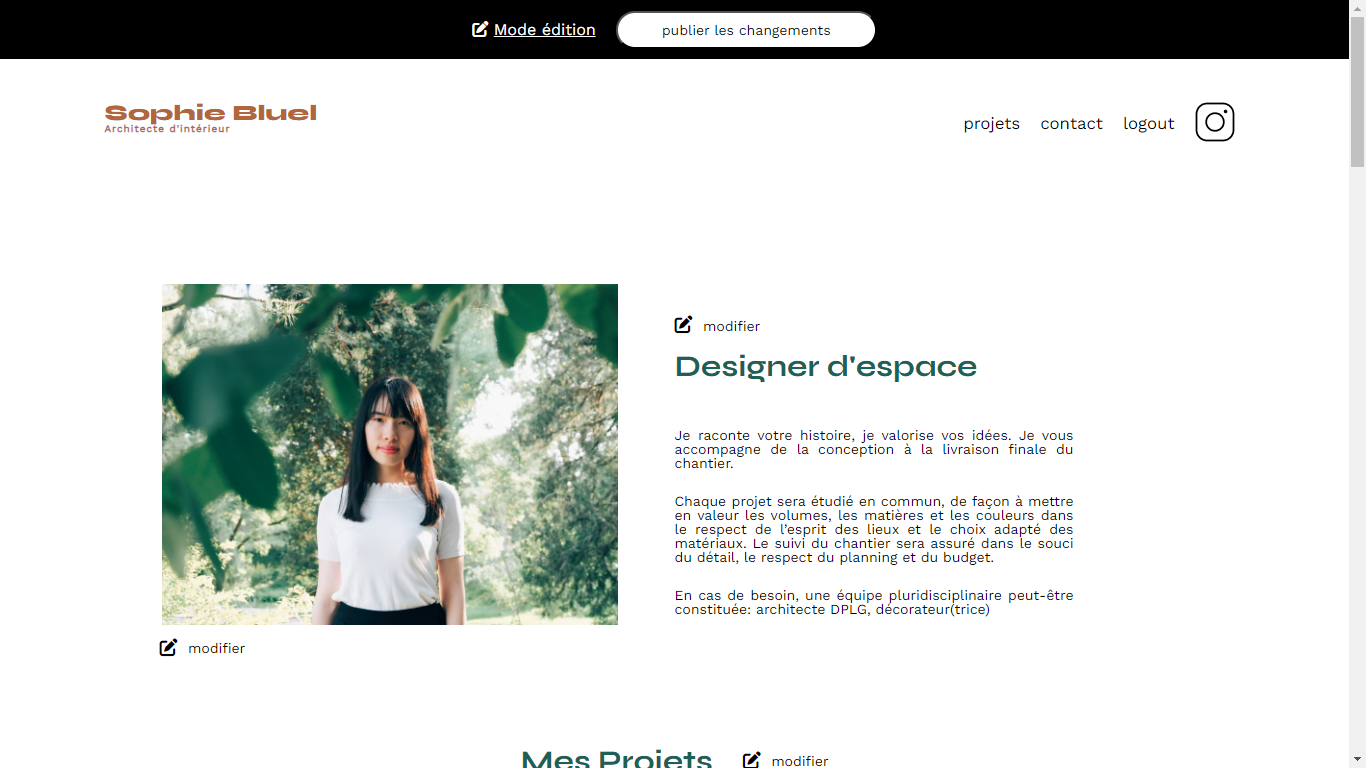 Mode édition
publier les changements
Sophie Bluel
Architecte d'intérieur
projets
contact
logout
modifier
Designer d'espace
Je raconte votre histoire, je valorise vos idées. Je vous
accompagne de la conception à la livraison finale du
chantier.
Chaque projet sera étudié en commun, de façon à mettre
en valeur les volumes, les matières et les couleurs dans
le respect de l’esprit des lieux et le choix adapté des
matériaux. Le suivi du chantier sera assuré dans le souci
du détail, le respect du planning et du budget.
En cas de besoin, une équipe pluridisciplinaire peut-être
constituée: architecte DPLG, décorateur(trice)
modifier
Mes Projets
modifier